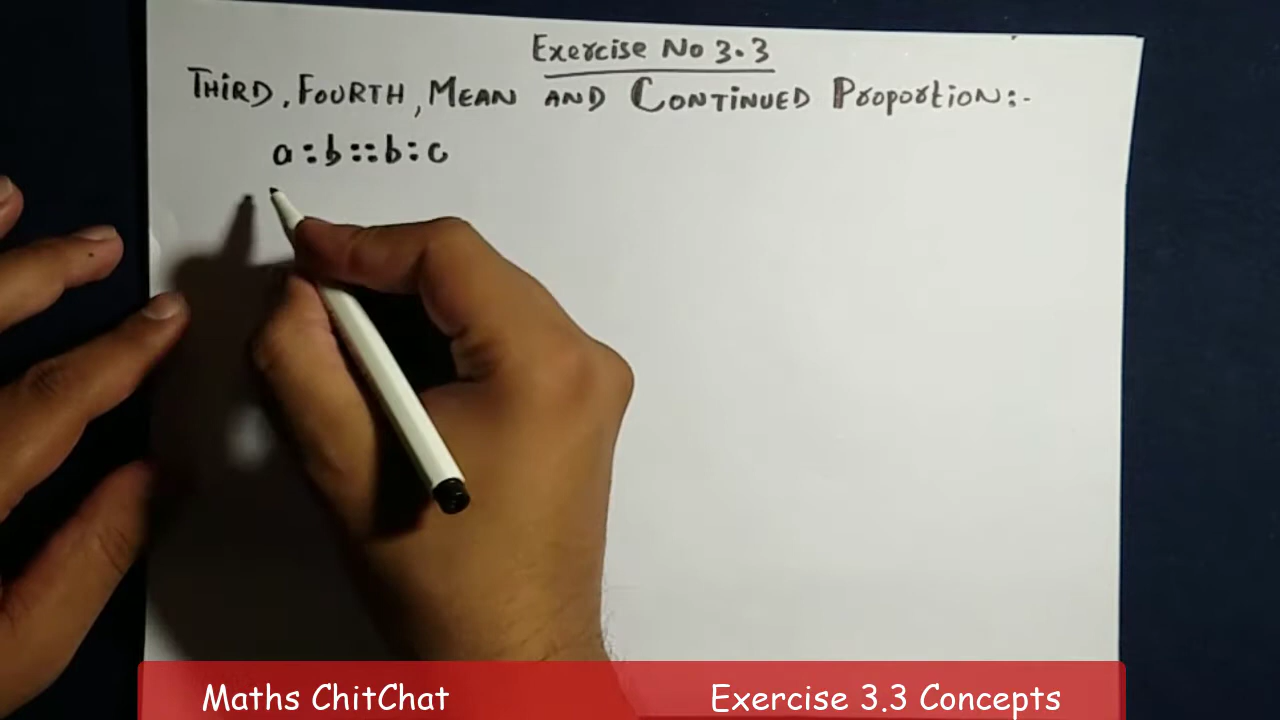 Exercise No 3.3
THIRD, FOURTH, MEAN AND CONTINUED PROPORTION:-
a:b::b:c
Maths ChitChat
Exercise 3.3 Concepts